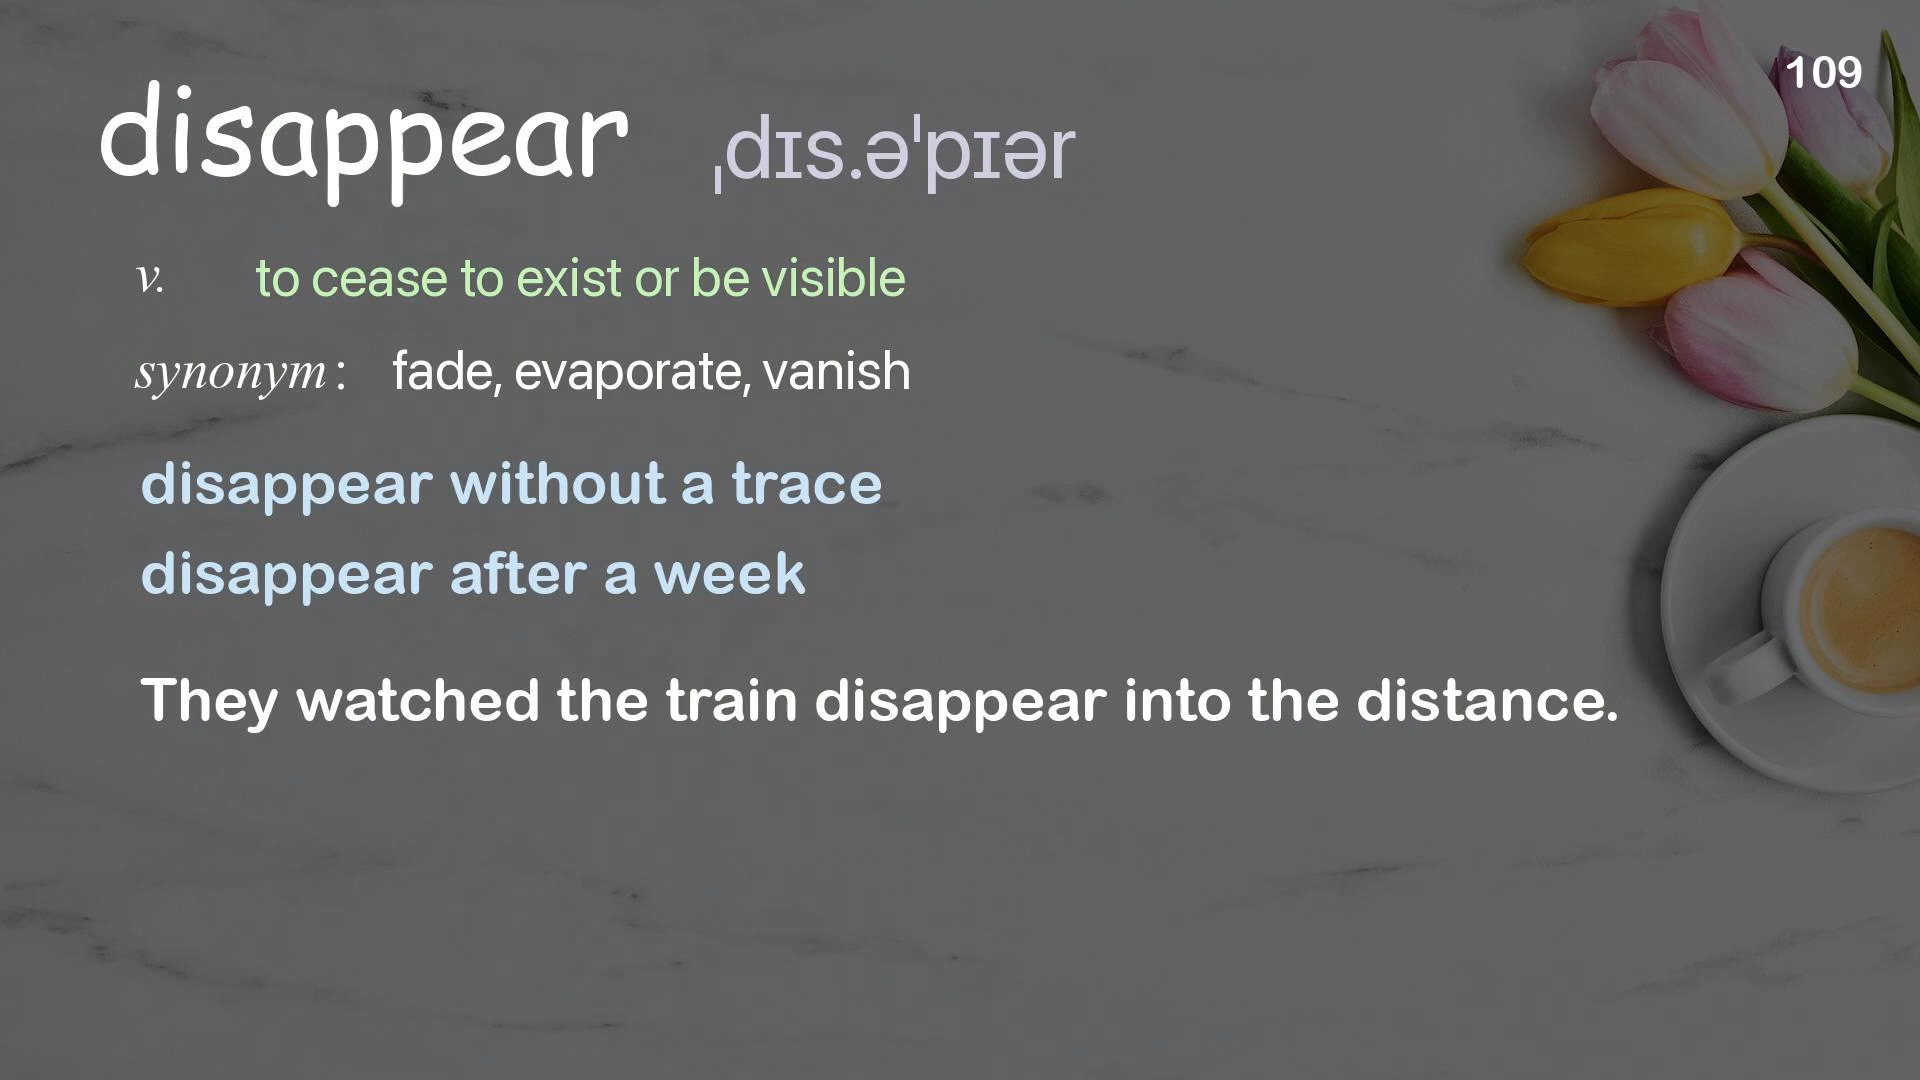 109
disappear ˌdɪs.əˈpɪər
v. to cease to exist or be visible
synonym : fade, evaporate, vanish
disappear without a trace
disappear after a week
They watched the train disappear into the distance.